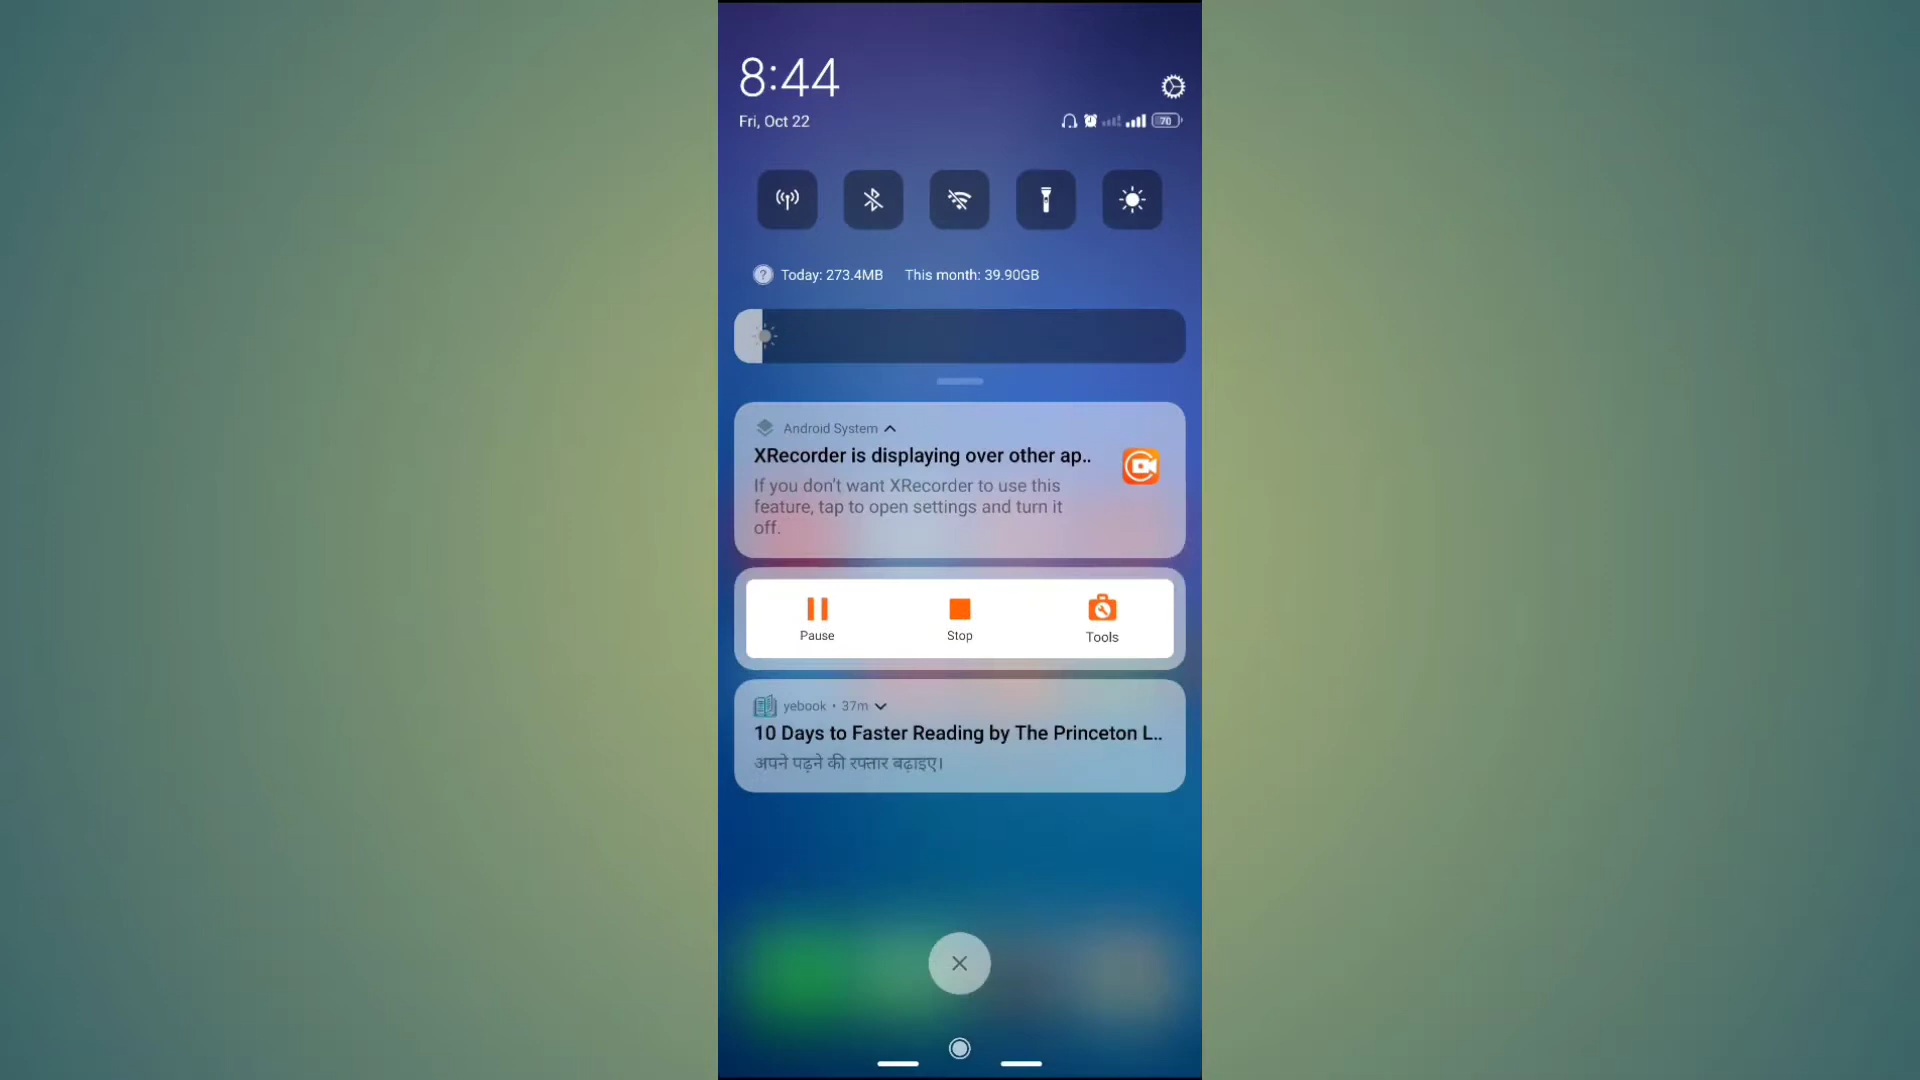 8:44
Fri, Oct 22
70
Today: 273.4MB This month: 39.90GB
Android System
XRecorder is displaying over other ap..
If you don't want XRecorder to use this
feature, tap to open settings and turn it
off.
Pause Stop Tools
yebook • 37m
10 Days to Faster Reading by The Princeton L..
अपने पढ़ने की रफ्तार बढ़ाइए।